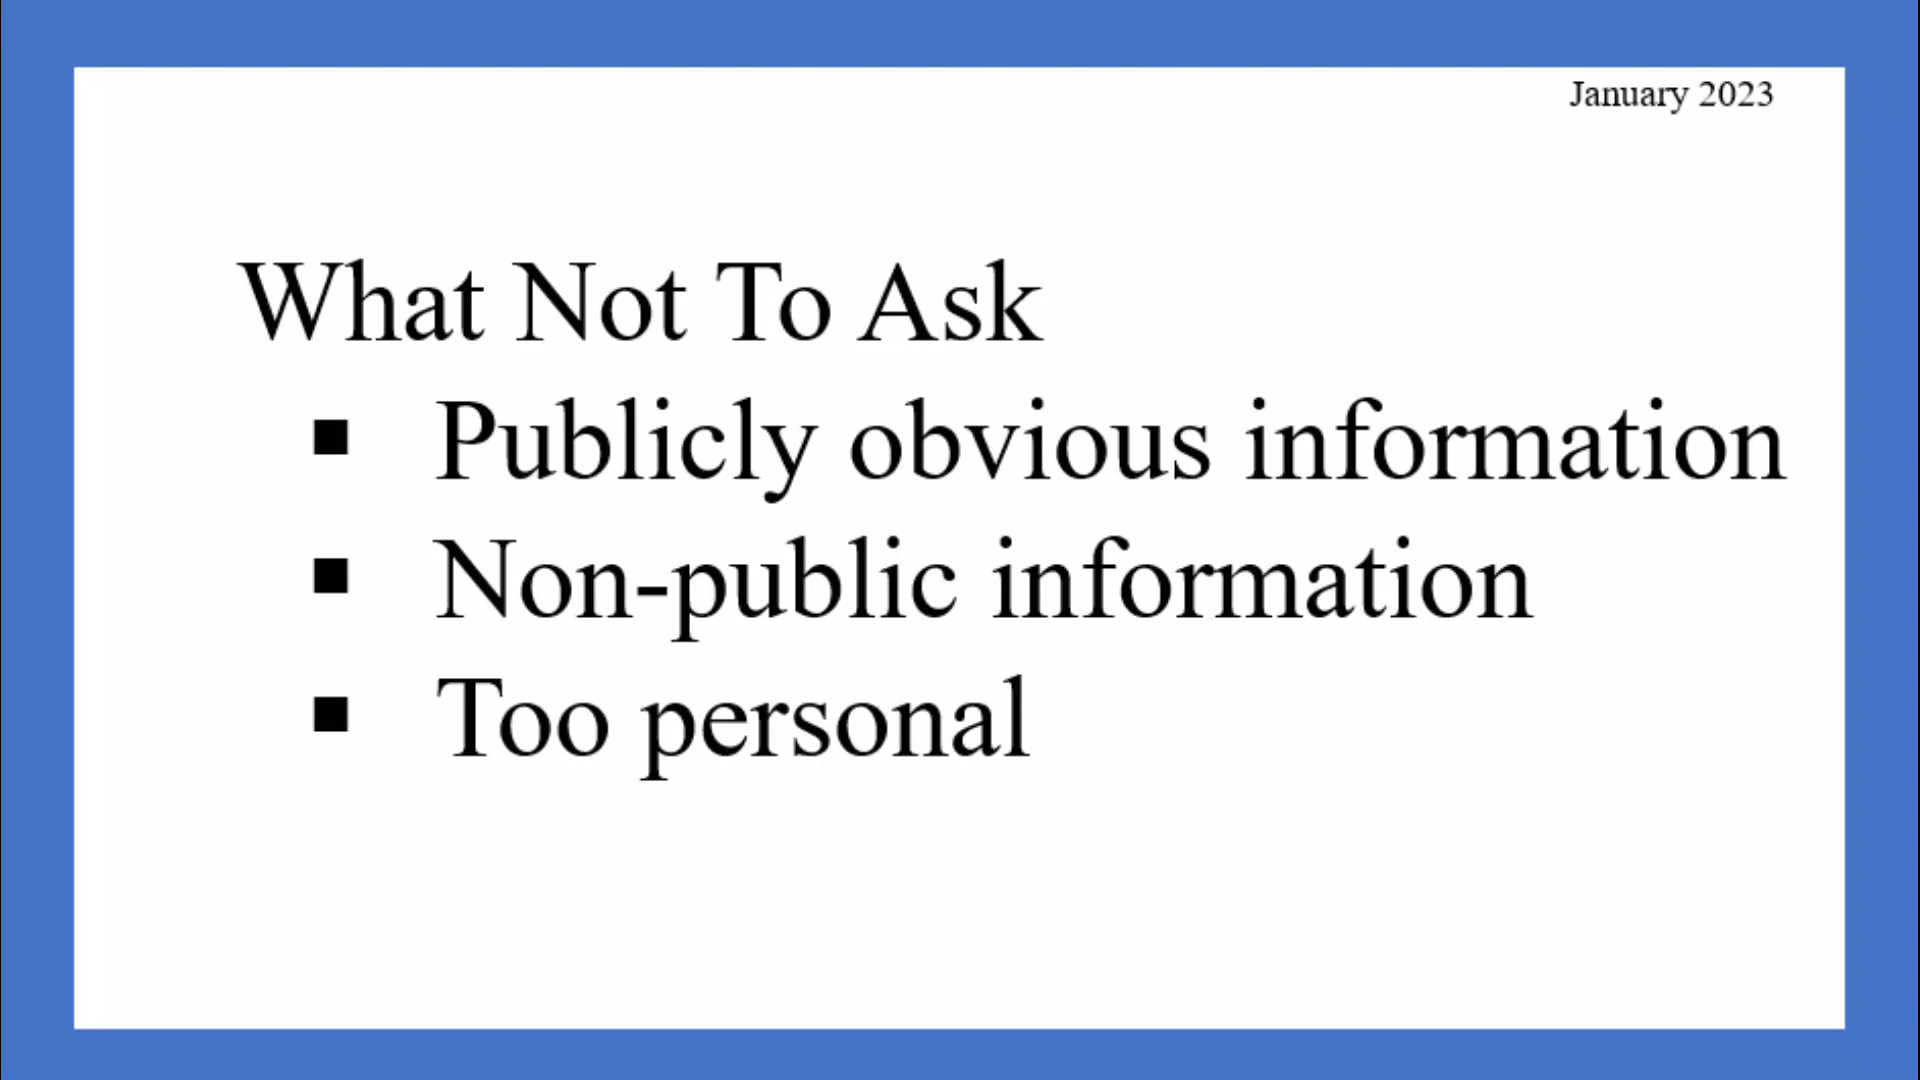 January 2023
What Not To Ask
▪ Publicly obvious information
▪ Non-public information
▪ Too personal